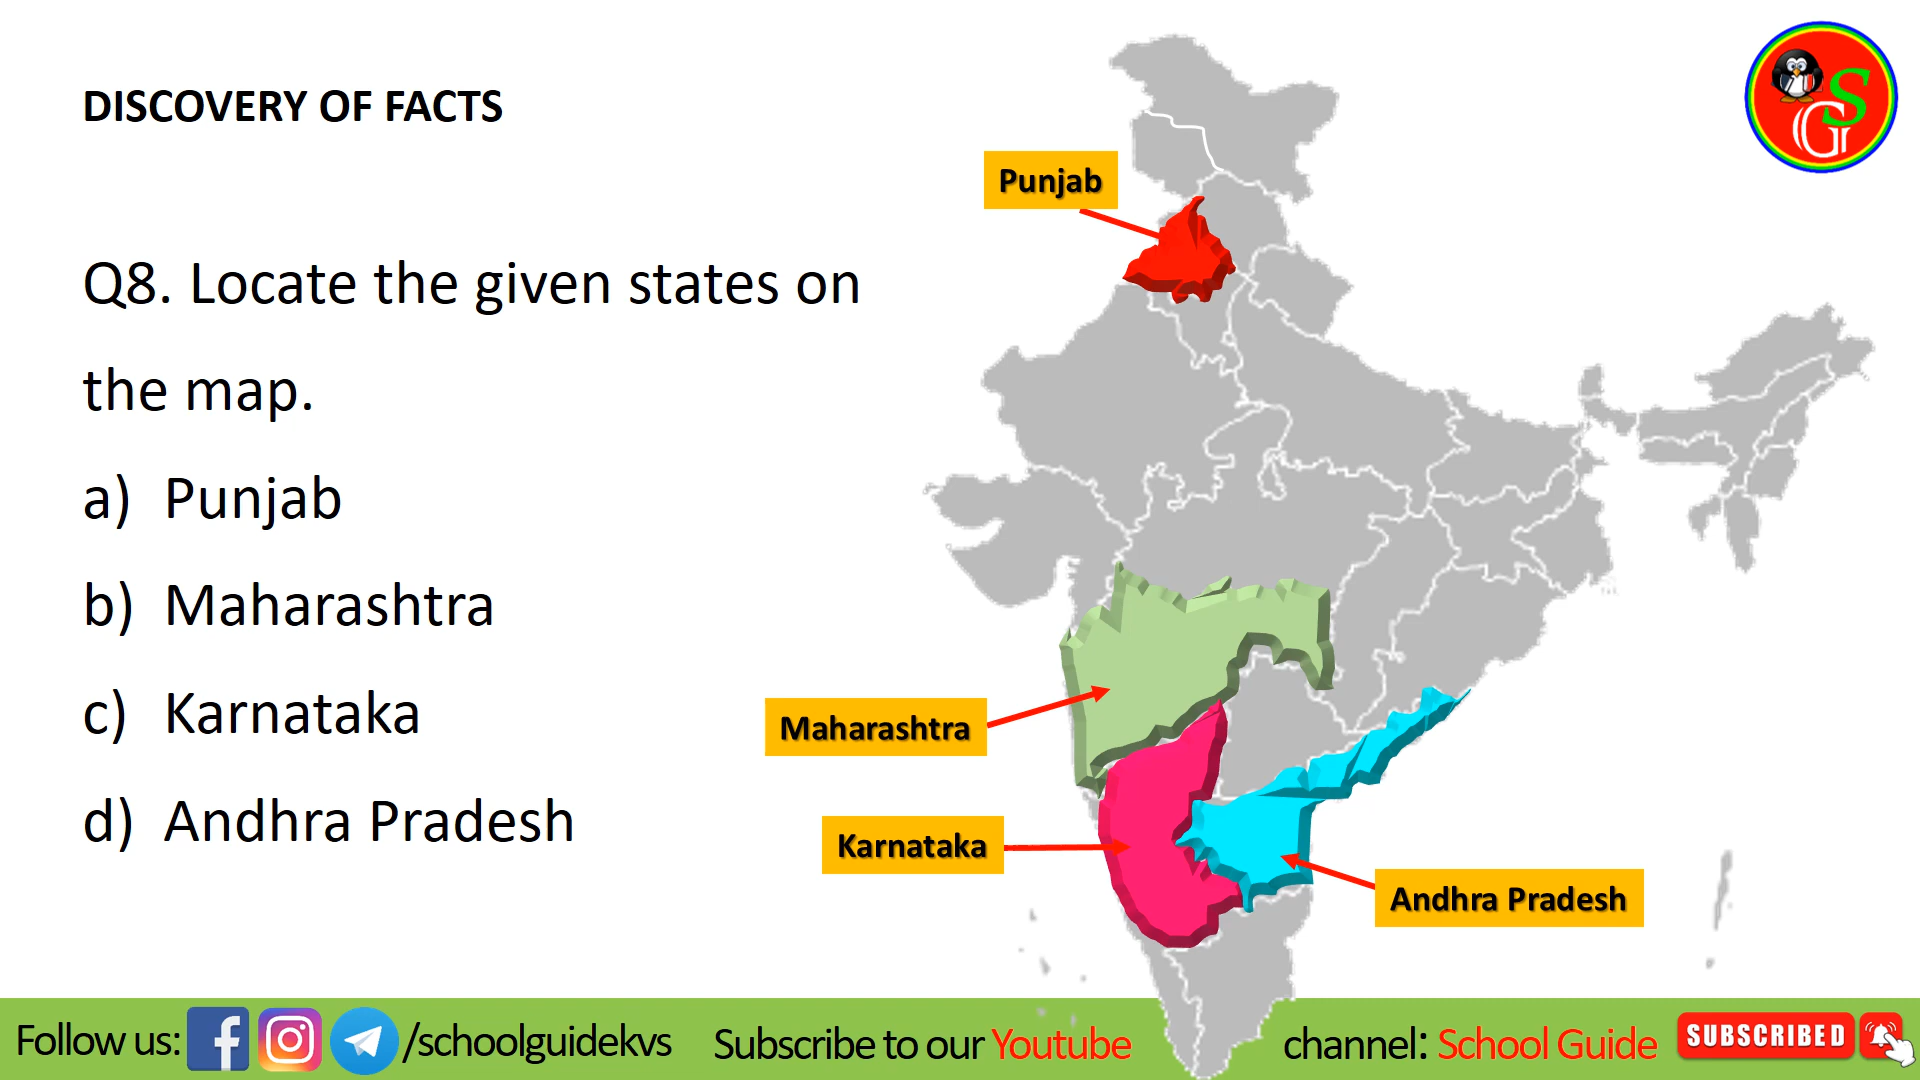 DISCOVERY OF FACTS
Q8. Locate the given states on
the map.
a) Punjab
b) Maharashtra
c) Karnataka
d) Andhra Pradesh
Punjab
Maharashtra
Karnataka
Andhra Pradesh
SG
Follow us: /schoolguidekvs Subscribe to our Youtube channel: School Guide SUBSCRIBED